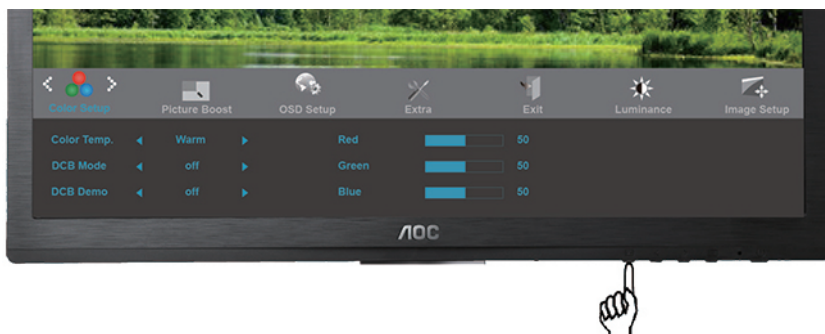 Color Setup Picture Boost OSD Setup Extra Exit Luminance Image Setup
Color Temp. Warm Red 50
DCB Mode off Green 50
DCB Demo off Blue 50
AOC